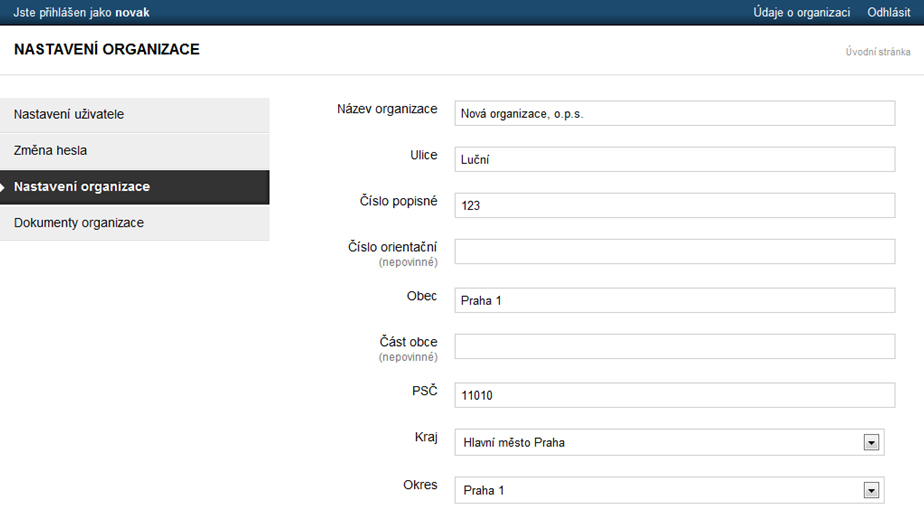 Jste přihlášen jako novak
Údaje o organizaci
Odhlásit
NASTAVENÍ ORGANIZACE
Úvodní stránka
Nastavení uživatele
Změna hesla
Nastavení organizace
Dokumenty organizace
Název organizace
Nová organizace, o.p.s.
Ulice
Luční
Číslo popisné
123
Číslo orientační
(nepovinné)
Obec
Praha 1
Část obce
(nepovinné)
PSČ
11010
Kraj
Hlavní město Praha
Okres
Praha 1